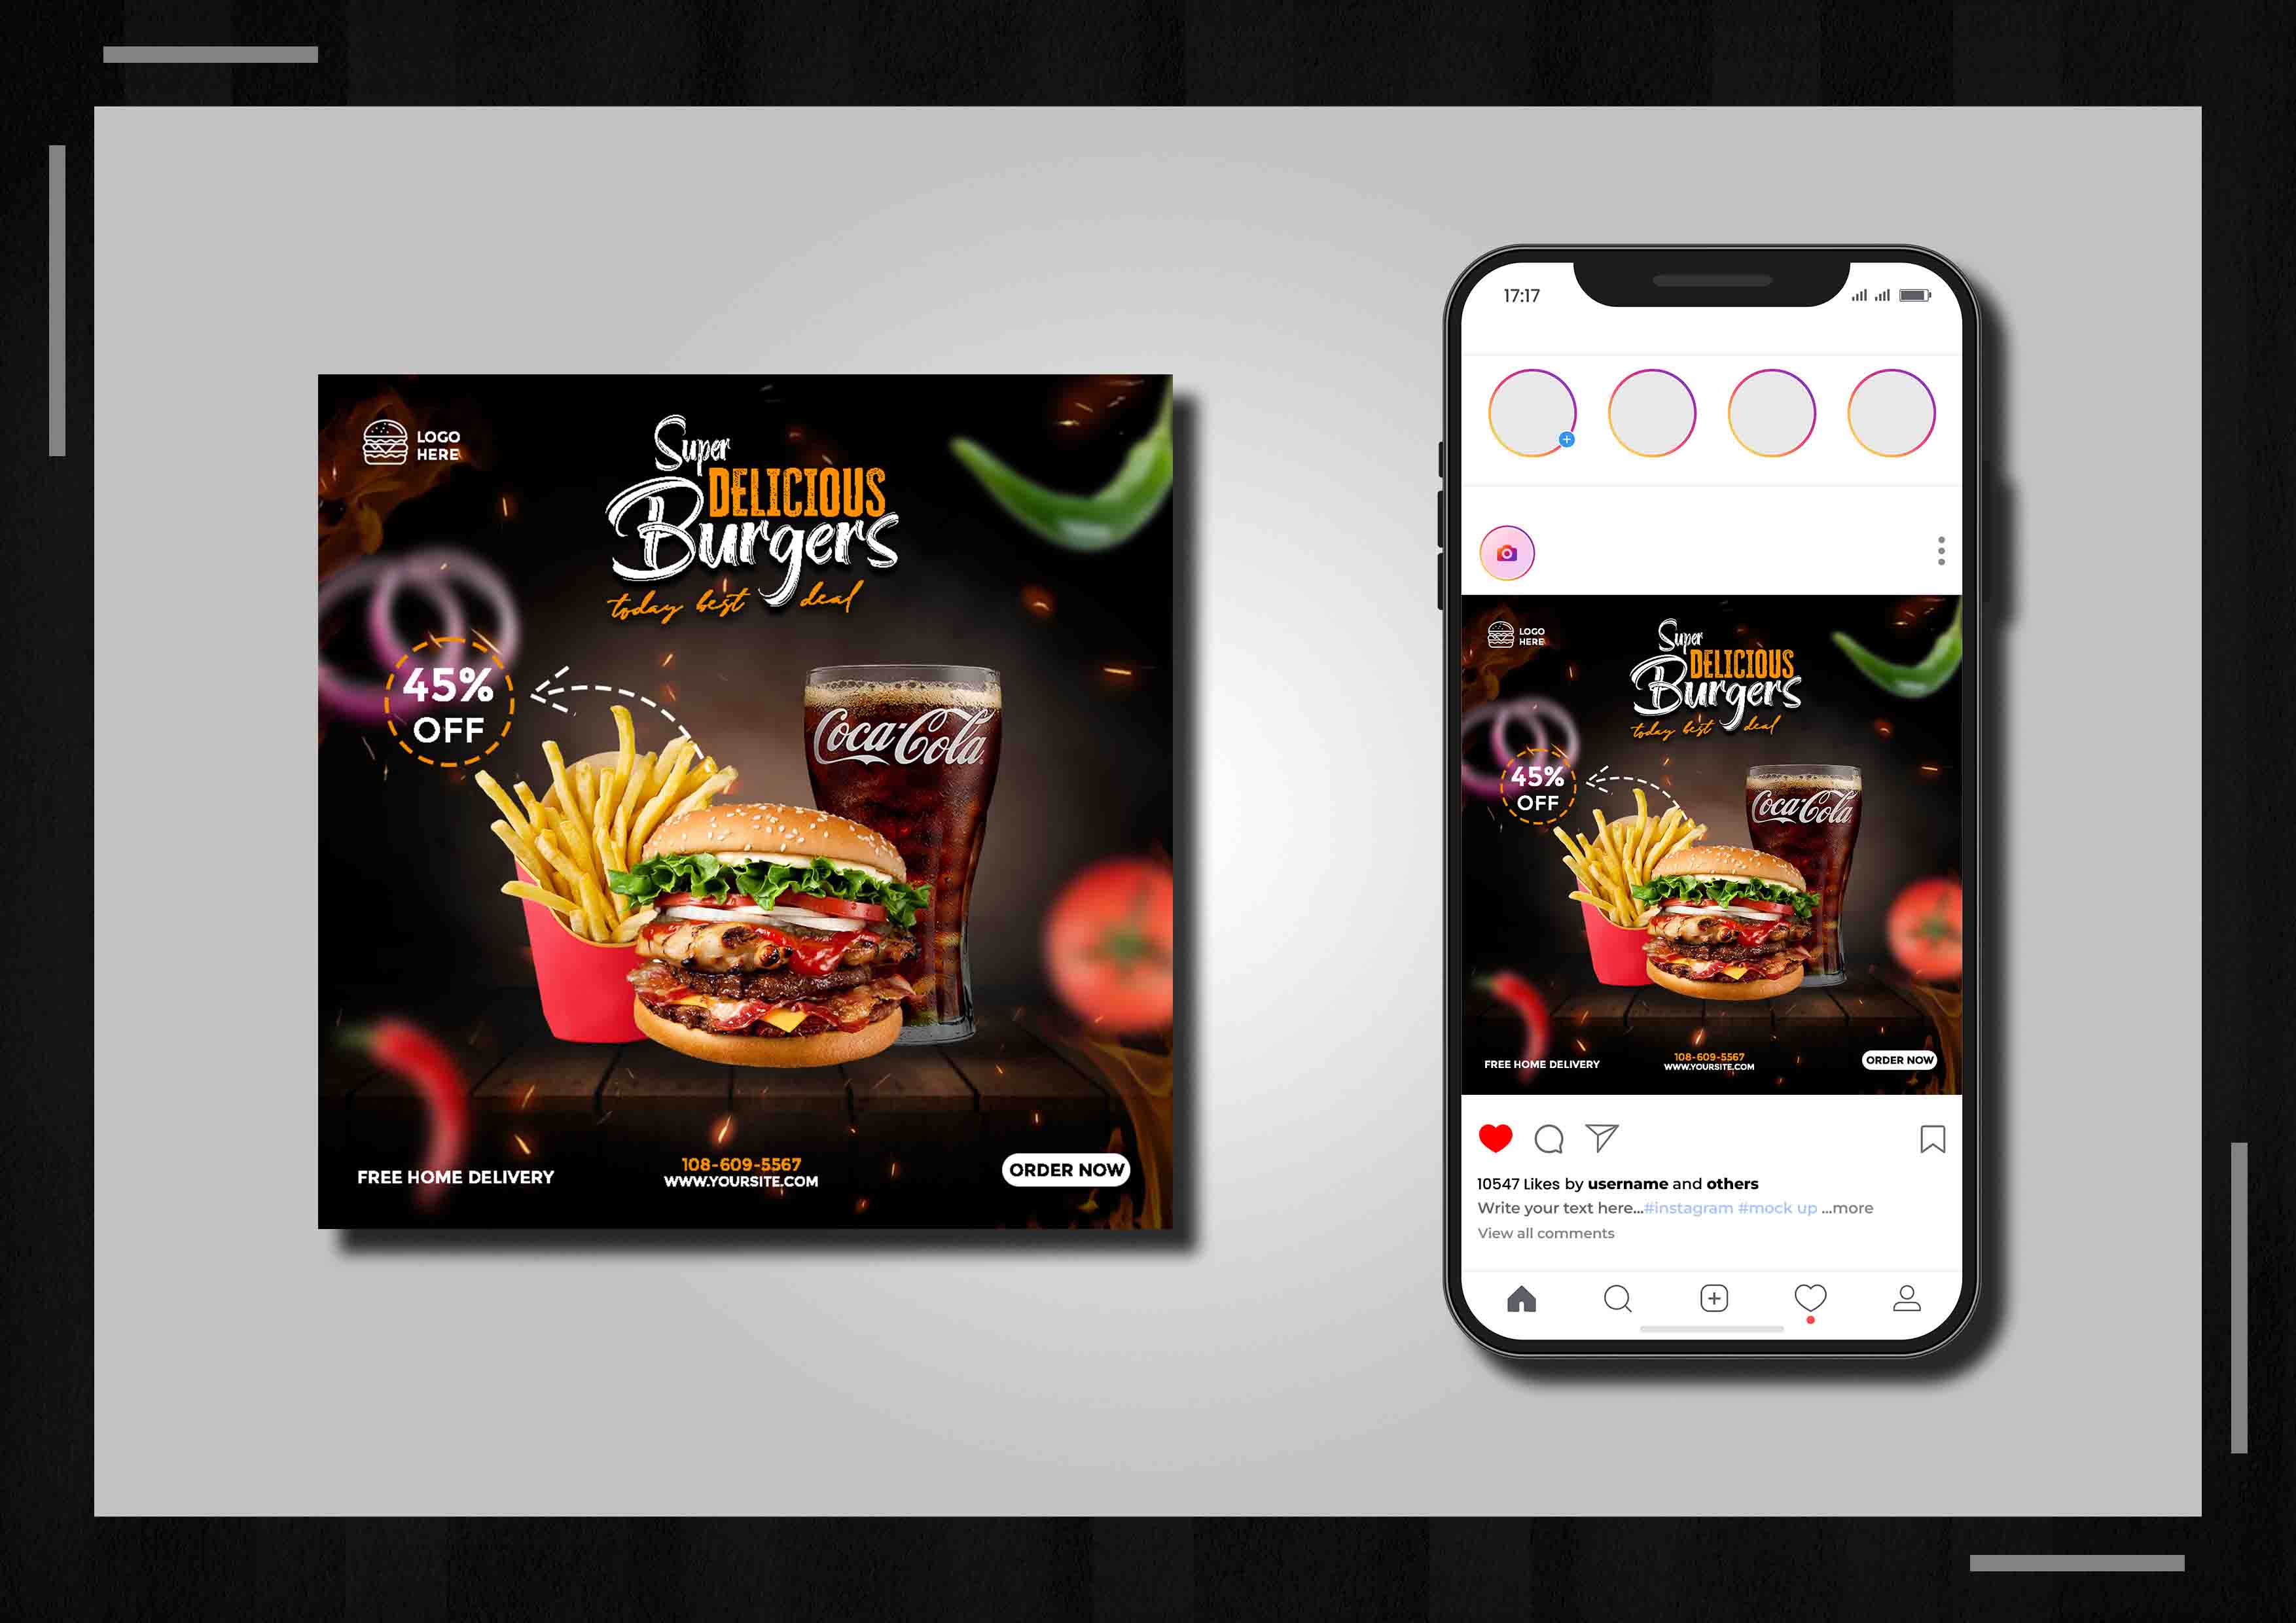 LOGO
HERE
Super
DELICIOUS
Burgers
today best deal
45%
OFF
Coca-Cola
FREE HOME DELIVERY
108-609-5567
WWW.YOURSITE.COM
ORDER NOW
17:17
LOGO
HERE
Super
DELICIOUS
Burgers
today best deal
45%
OFF
Coca-Cola
FREE HOME DELIVERY
108-609-5567
WWW.YOURSITE.COM
ORDER NOW
10547 Likes by username and others
Write your text here...#instagram #mock up ...more
View all comments